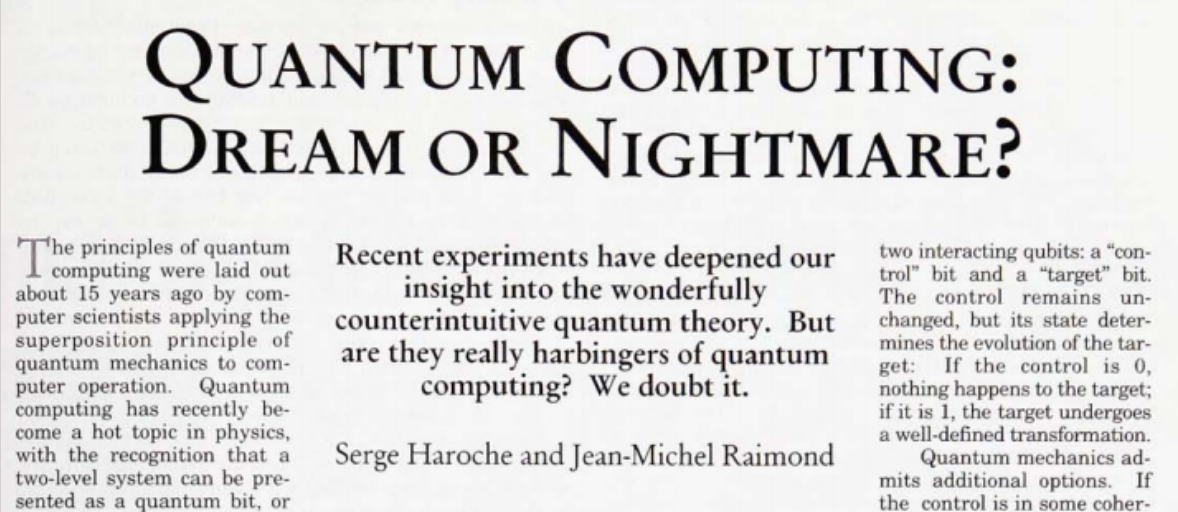 QUANTUM COMPUTING:
DREAM OR NIGHTMARE?
The principles of quantum
computing were laid out
about 15 years ago by com-
puter scientists applying the
superposition principle of
quantum mechanics to com-
puter operation. Quantum
computing has recently be-
come a hot topic in physics,
with the recognition that a
two-level system can be pre-
sented as a quantum bit, or
Recent experiments have deepened our
insight into the wonderfully
counterintuitive quantum theory. But
are they really harbingers of quantum
computing? We doubt it.
Serge Haroche and Jean-Michel Raimond
two interacting qubits: a “con-
trol” bit and a “target” bit.
The control remains un-
changed, but its state deter-
mines the evolution of the tar-
get: If the control is 0,
nothing happens to the target;
if it is 1, the target undergoes
a well-defined transformation.
Quantum mechanics ad-
mits additional options. If
the control is in some coher-